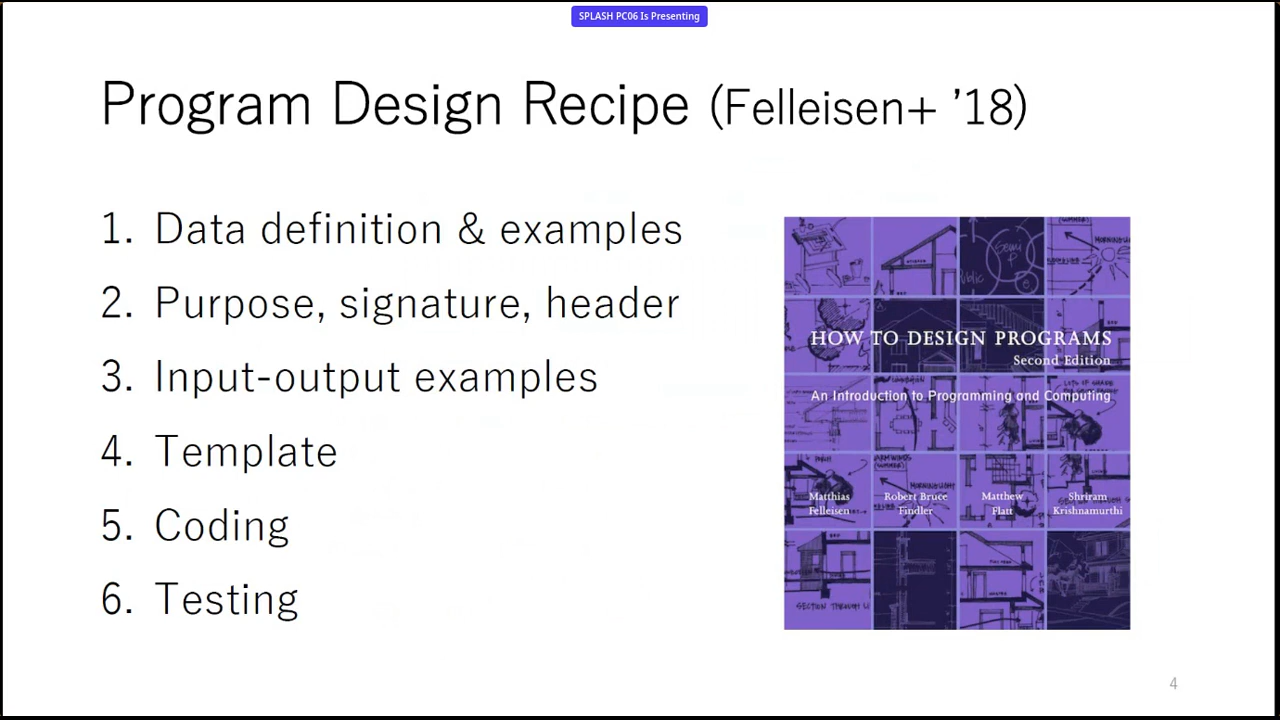 SPLASH PC06 Is Presenting
Program Design Recipe (Felleisen+ ’18)
1. Data definition & examples
2. Purpose, signature, header
3. Input-output examples
4. Template
5. Coding
6. Testing
HOW TO DESIGN PROGRAMS
Second Edition
An Introduction to Programming and Computing
Matthias
Felleisen
Robert Bruce
Findler
Matthew
Flatt
Shriram
Krishnamurthi
4